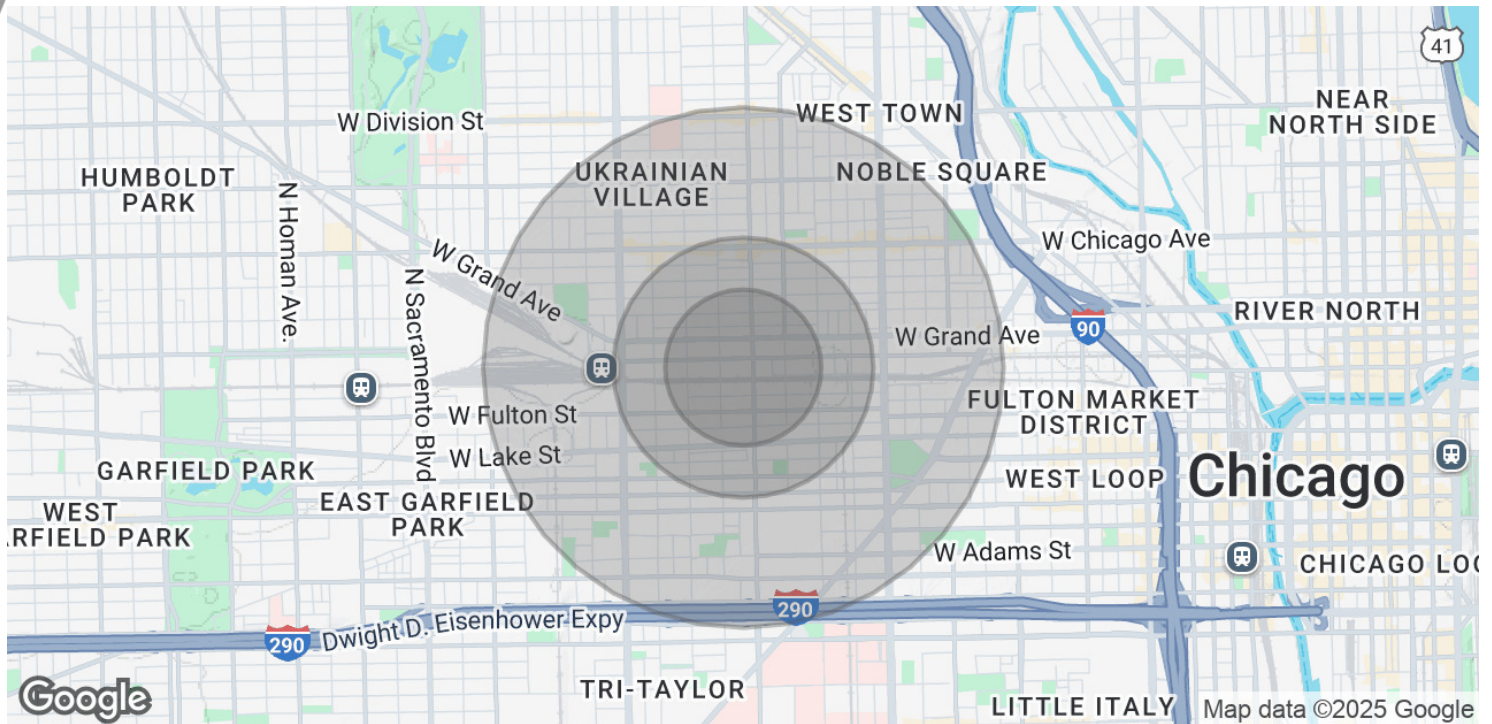 41
NEAR
NORTH SIDE
WEST TOWN
W Division St
UKRAINIAN
VILLAGE
NOBLE SQUARE
HUMBOLDT
PARK
N Homan Ave.
W Chicago Ave
W Grand Ave
N Sacramento Blvd
RIVER NORTH
90
W Grand Ave
FULTON MARKET
DISTRICT
W Fulton St
W Lake St
GARFIELD PARK
WEST LOOP
Chicago
EAST GARFIELD
PARK
WEST
RFIELD PARK
W Adams St
CHICAGO LOO
290
Dwight D. Eisenhower Expy
290
TRI-TAYLOR
LITTLE ITALY
Google
Map data ©2025 Google